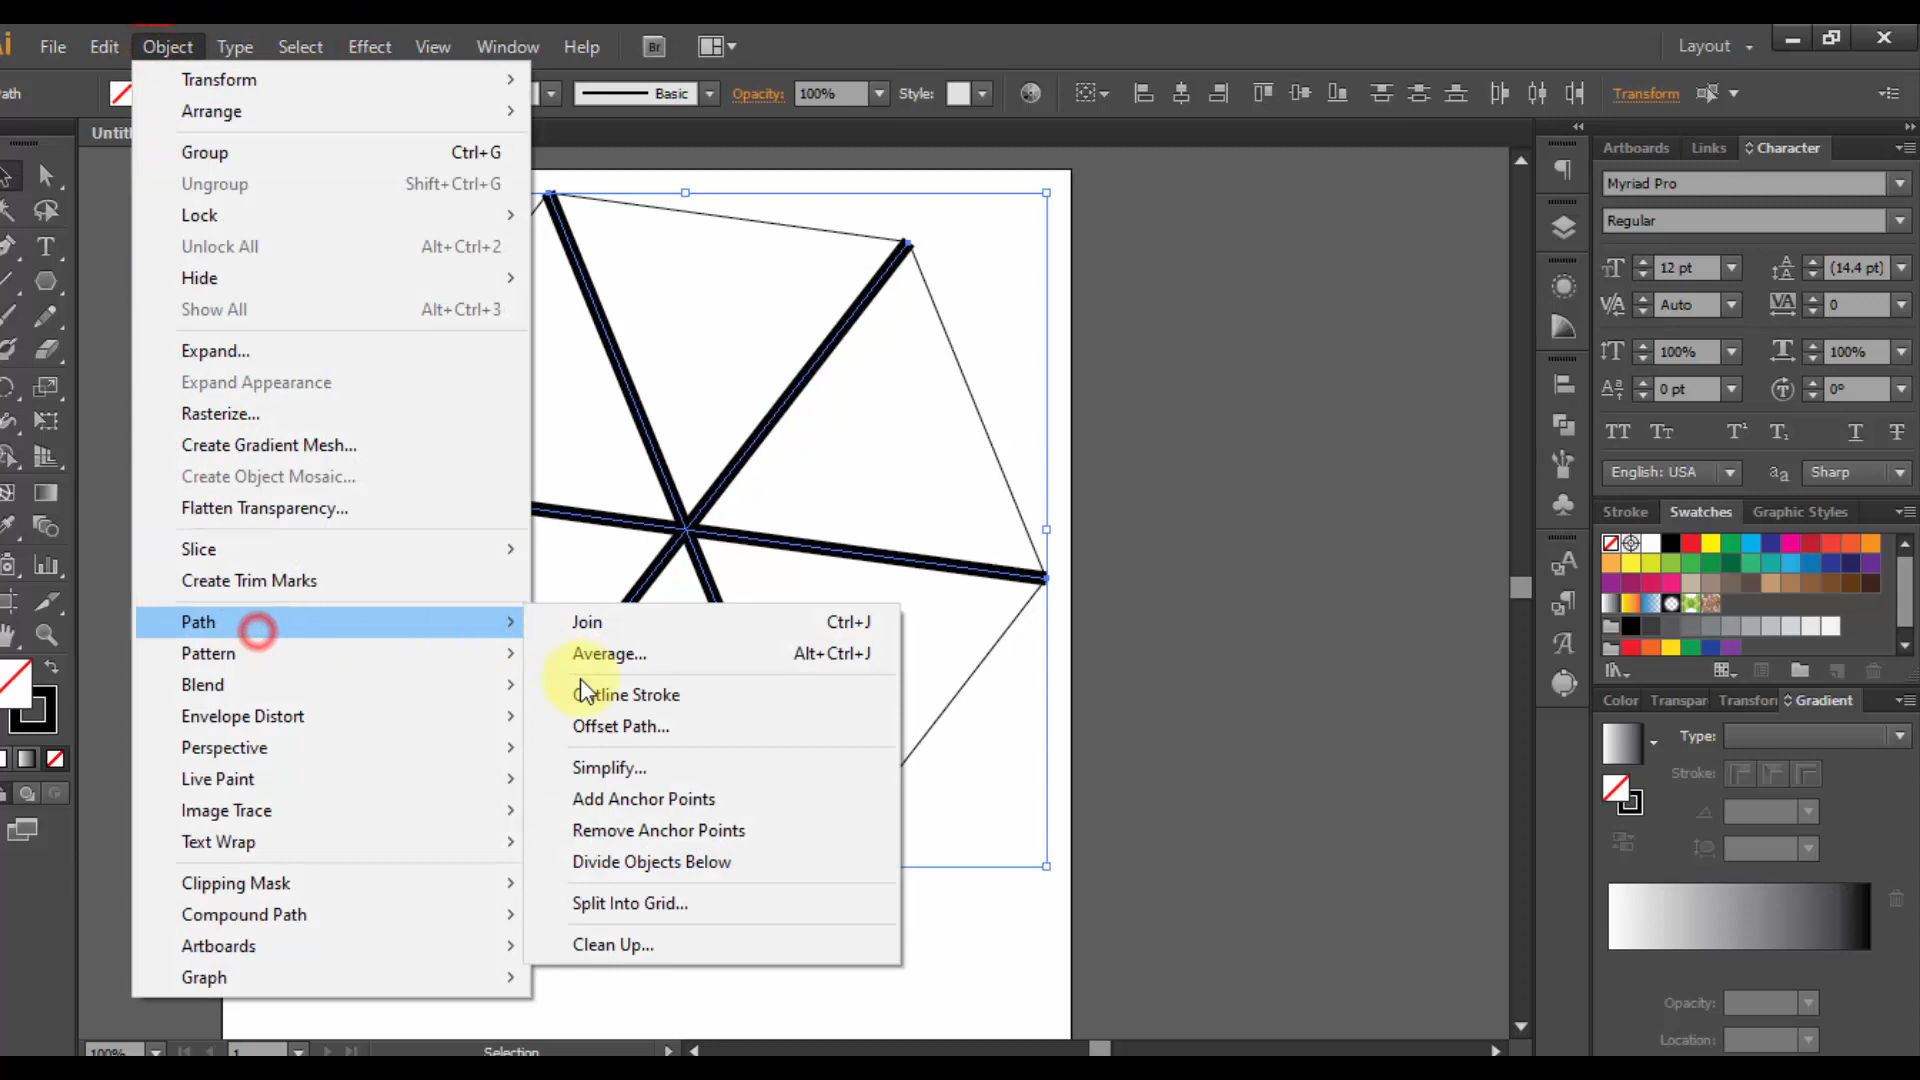 File Edit Object Type Select Effect View Window Help Br Layout
Basic Opacity: 100% Style: Transform
Transform
Arrange
Group Ctrl+G
Ungroup Shift+Ctrl+G
Lock
Unlock All Alt+Ctrl+2
Hide
Show All Alt+Ctrl+3
Expand...
Expand Appearance
Rasterize...
Create Gradient Mesh...
Create Object Mosaic...
Flatten Transparency...
Slice
Create Trim Marks
Path
Pattern
Blend
Envelope Distort
Perspective
Live Paint
Image Trace
Text Wrap
Clipping Mask
Compound Path
Artboards
Graph
Join Ctrl+J
Average... Alt+Ctrl+J
Outline Stroke
Offset Path...
Simplify...
Add Anchor Points
Remove Anchor Points
Divide Objects Below
Split Into Grid...
Clean Up...
Artboards Links Character
Myriad Pro
Regular
12 pt (14.4 pt)
Auto 0
100% 100%
0 pt 0°
English: USA Sharp
Stroke Swatches Graphic Styles
Color Transpar Transforn Gradient
Type:
Stroke:
Opacity:
Location:
100% 1 Selection